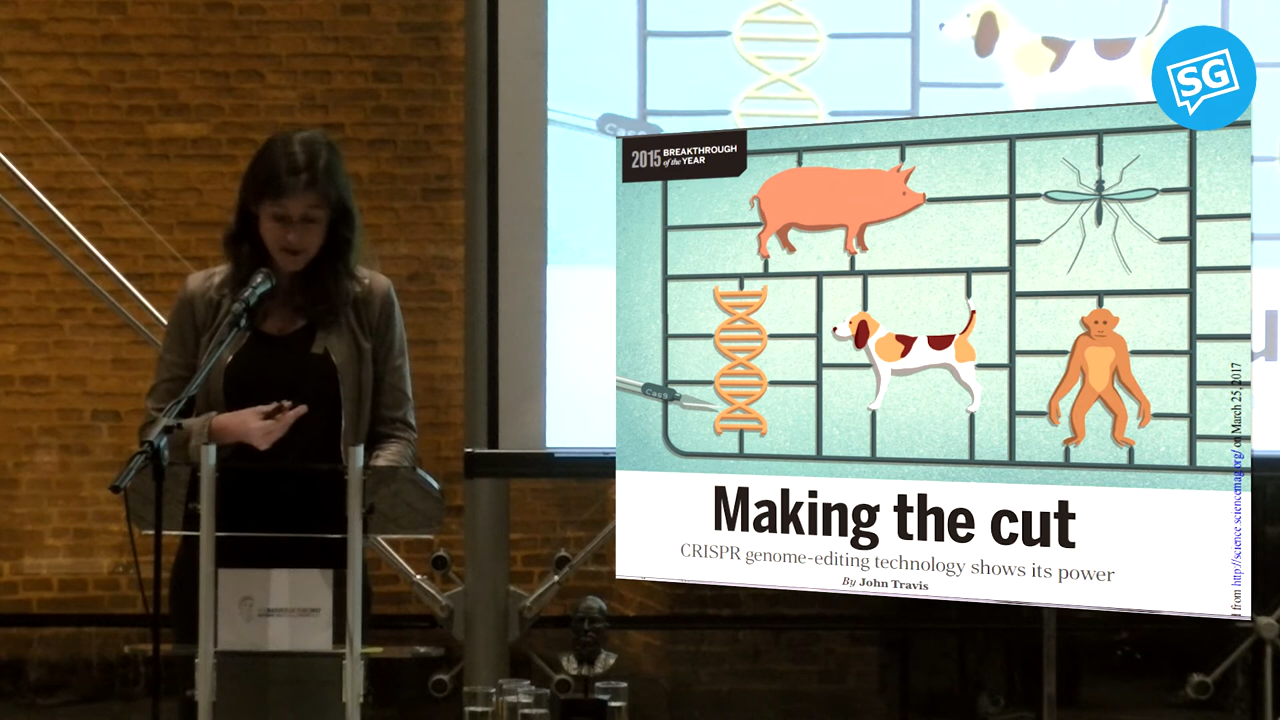 SG
Cas9
2015 BREAKTHROUGH
of the YEAR
Cas9
Making the cut
CRISPR genome-editing technology shows its power
By John Travis
from http://science.sciencemag.org/ on March 25, 2017